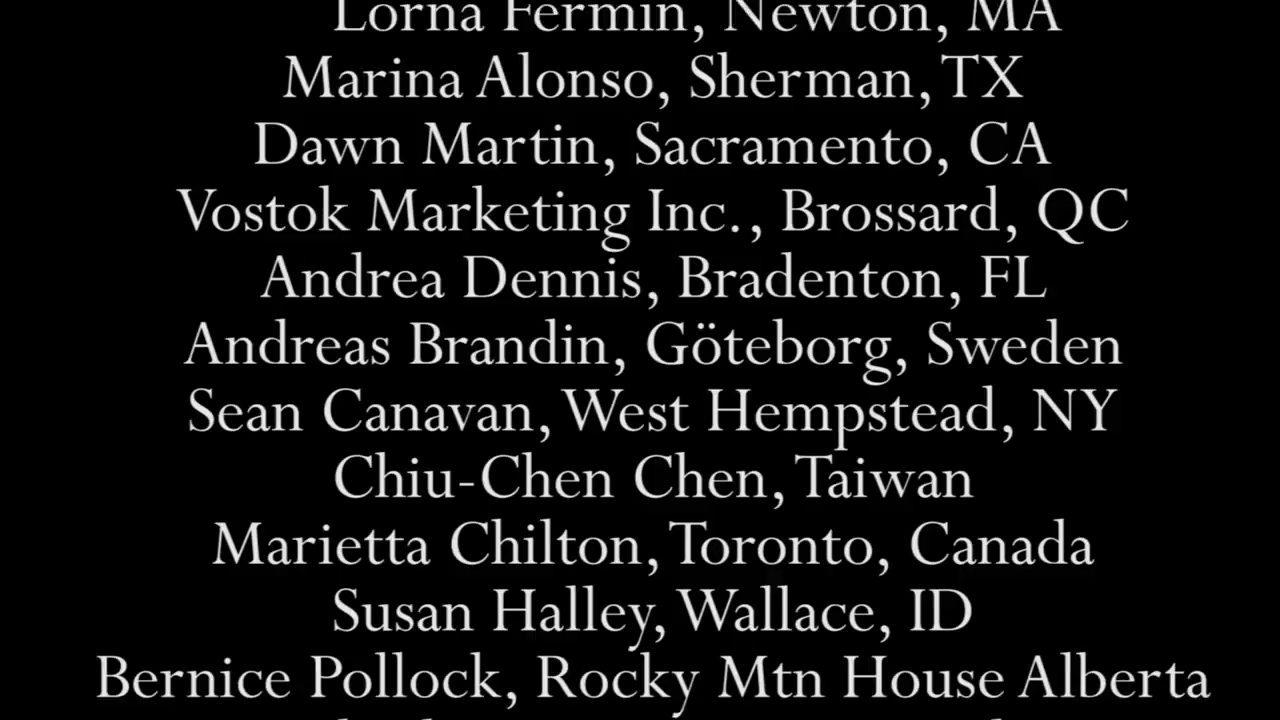 Lorna Fermin, Newton, MA
Marina Alonso, Sherman, TX
Dawn Martin, Sacramento, CA
Vostok Marketing Inc., Brossard, QC
Andrea Dennis, Bradenton, FL
Andreas Brandin, Göteborg, Sweden
Sean Canavan, West Hempstead, NY
Chiu-Chen Chen, Taiwan
Marietta Chilton, Toronto, Canada
Susan Halley, Wallace, ID
Bernice Pollock, Rocky Mtn House Alberta